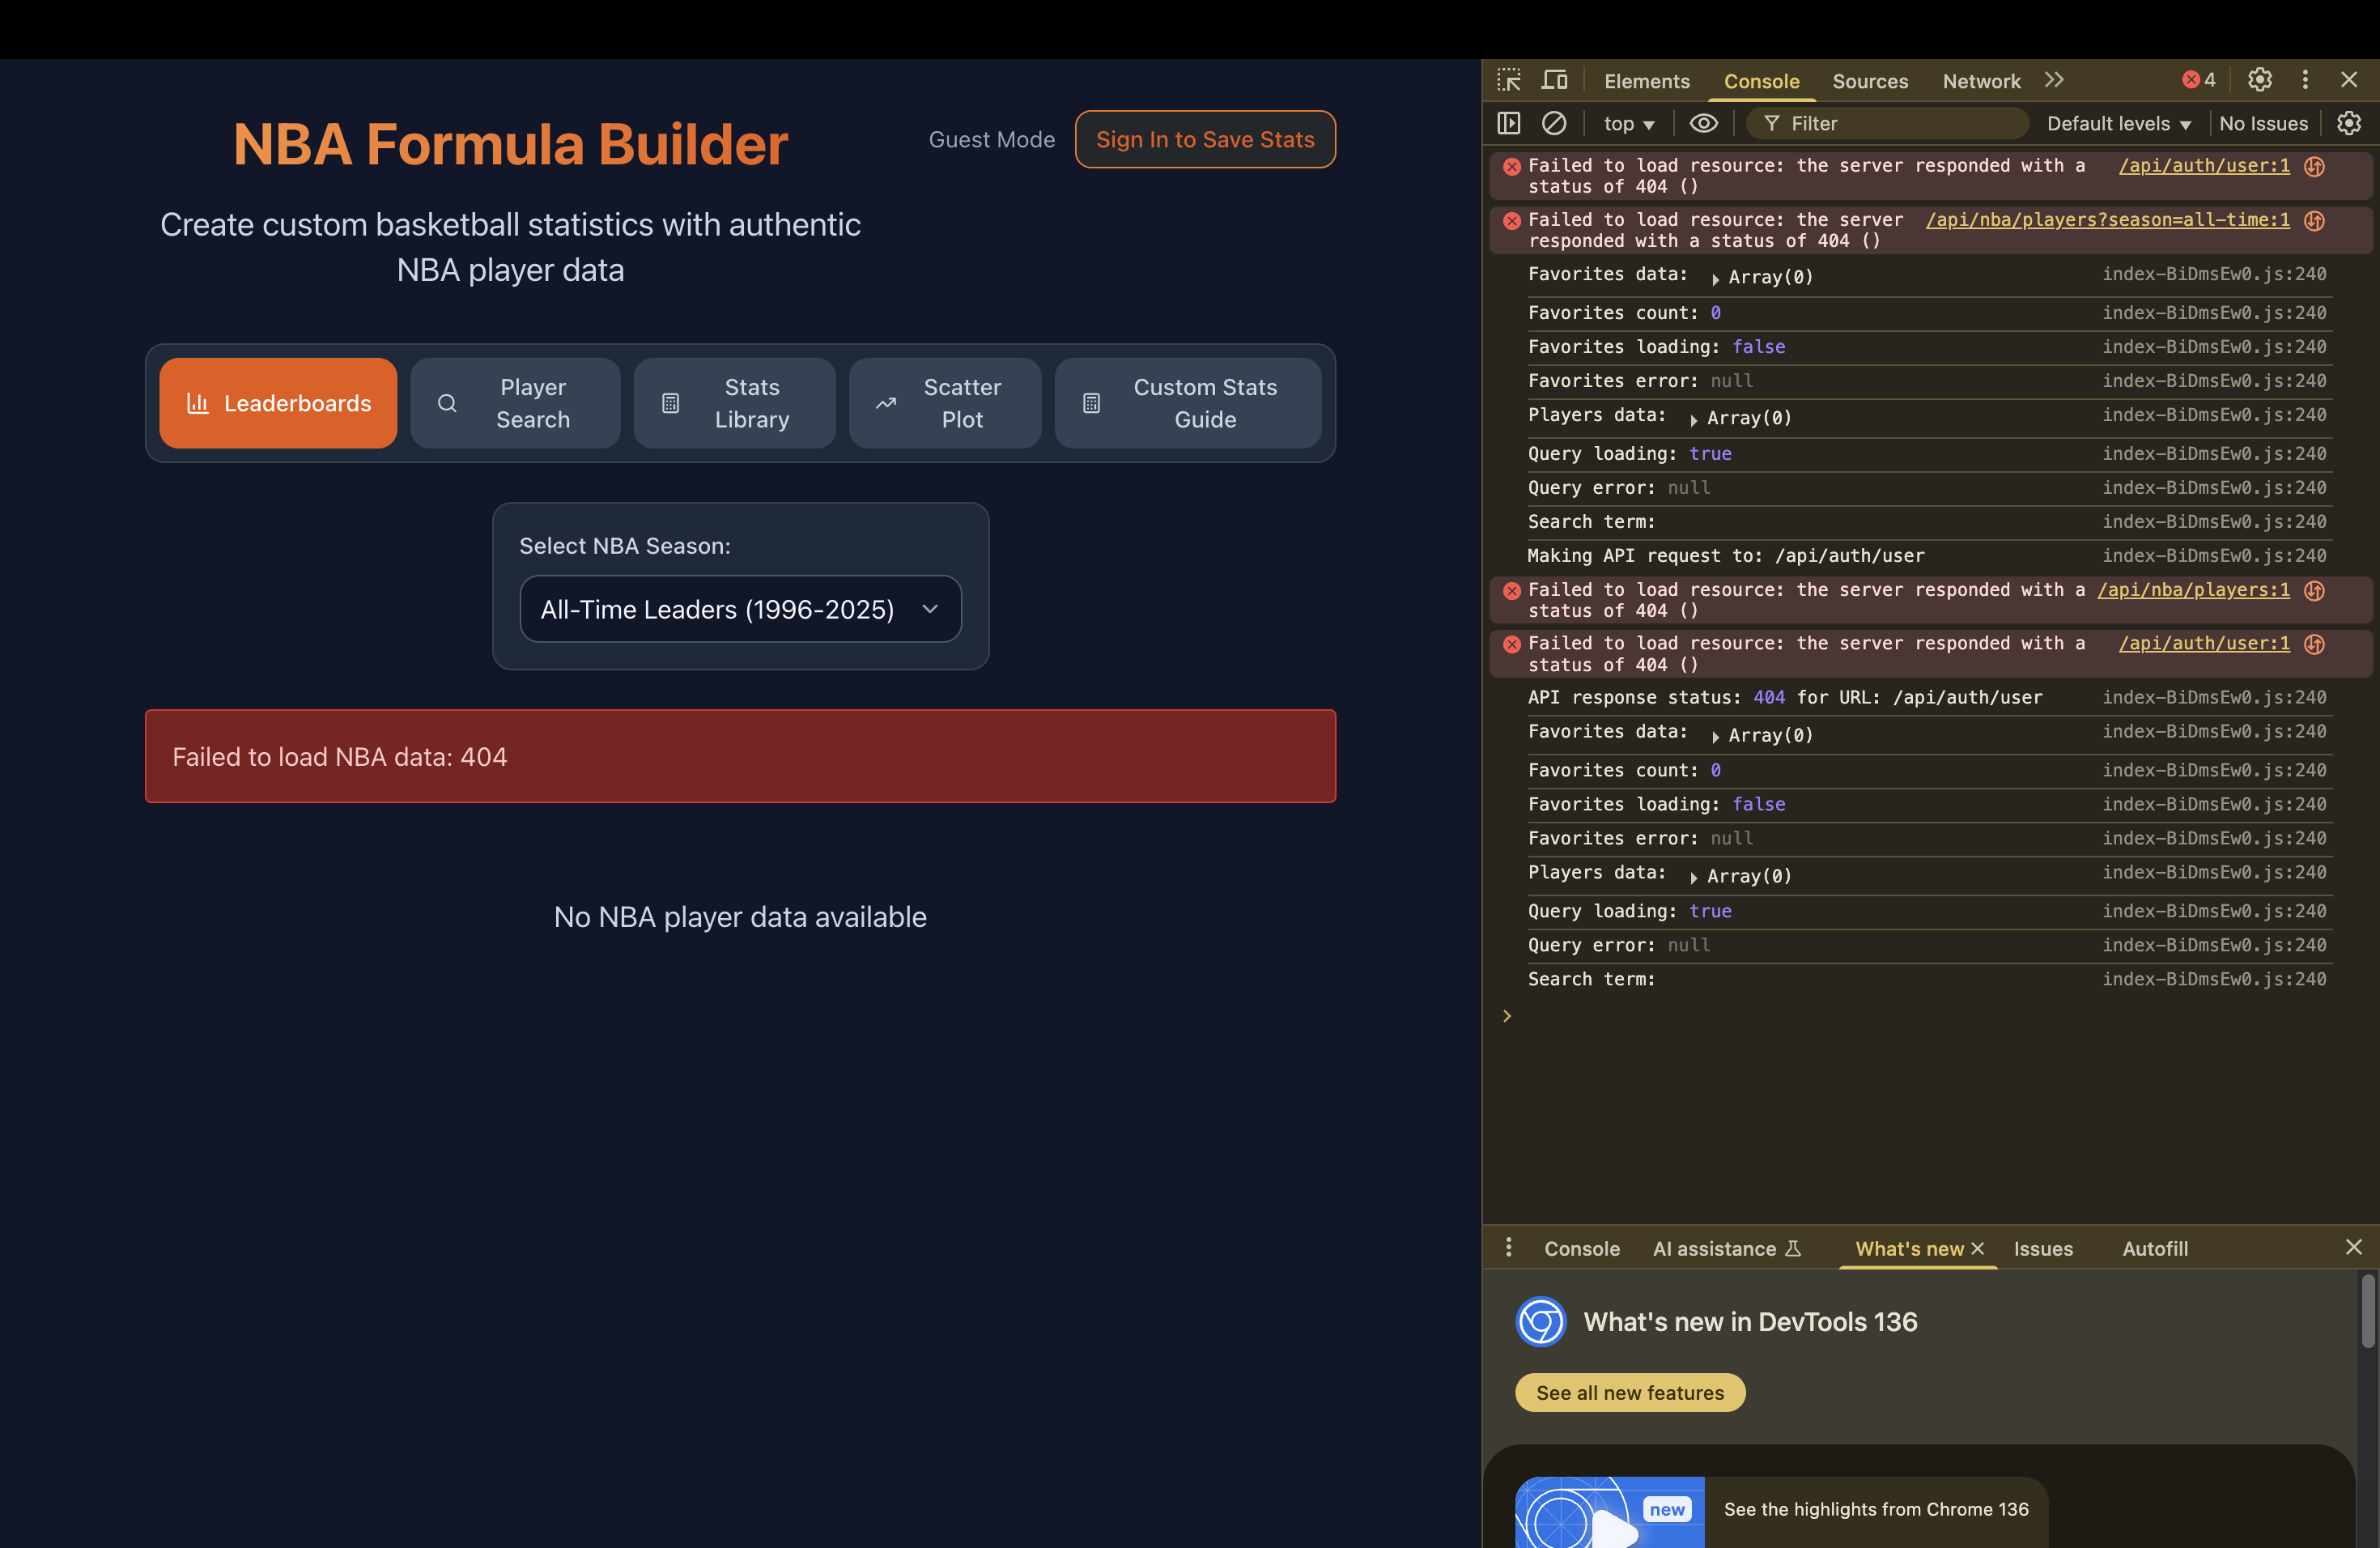 NBA Formula Builder
Guest Mode
Sign In to Save Stats
Create custom basketball statistics with authentic
NBA player data
Leaderboards
Player
Search
Stats
Library
Scatter
Plot
Custom Stats
Guide
Select NBA Season:
All-Time Leaders (1996-2025)
Failed to load NBA data: 404
No NBA player data available
Elements
Console
Sources
Network
4
top
Filter
Default levels
No Issues
Failed to load resource: the server responded with a /api/auth/user:1
status of 404 ()
Failed to load resource: the server /api/nba/players?season=all-time:1
responded with a status of 404 ()
Favorites data: Array(0) index-BiDmsEw0.js:240
Favorites count: 0 index-BiDmsEw0.js:240
Favorites loading: false index-BiDmsEw0.js:240
Favorites error: null index-BiDmsEw0.js:240
Players data: Array(0) index-BiDmsEw0.js:240
Query loading: true index-BiDmsEw0.js:240
Query error: null index-BiDmsEw0.js:240
Search term: index-BiDmsEw0.js:240
Making API request to: /api/auth/user index-BiDmsEw0.js:240
Failed to load resource: the server responded with a /api/nba/players:1
status of 404 ()
Failed to load resource: the server responded with a /api/auth/user:1
status of 404 ()
API response status: 404 for URL: /api/auth/user index-BiDmsEw0.js:240
Favorites data: Array(0) index-BiDmsEw0.js:240
Favorites count: 0 index-BiDmsEw0.js:240
Favorites loading: false index-BiDmsEw0.js:240
Favorites error: null index-BiDmsEw0.js:240
Players data: Array(0) index-BiDmsEw0.js:240
Query loading: true index-BiDmsEw0.js:240
Query error: null index-BiDmsEw0.js:240
Search term: index-BiDmsEw0.js:240
Console
AI assistance
What's new
Issues
Autofill
What's new in DevTools 136
See all new features
new
See the highlights from Chrome 136